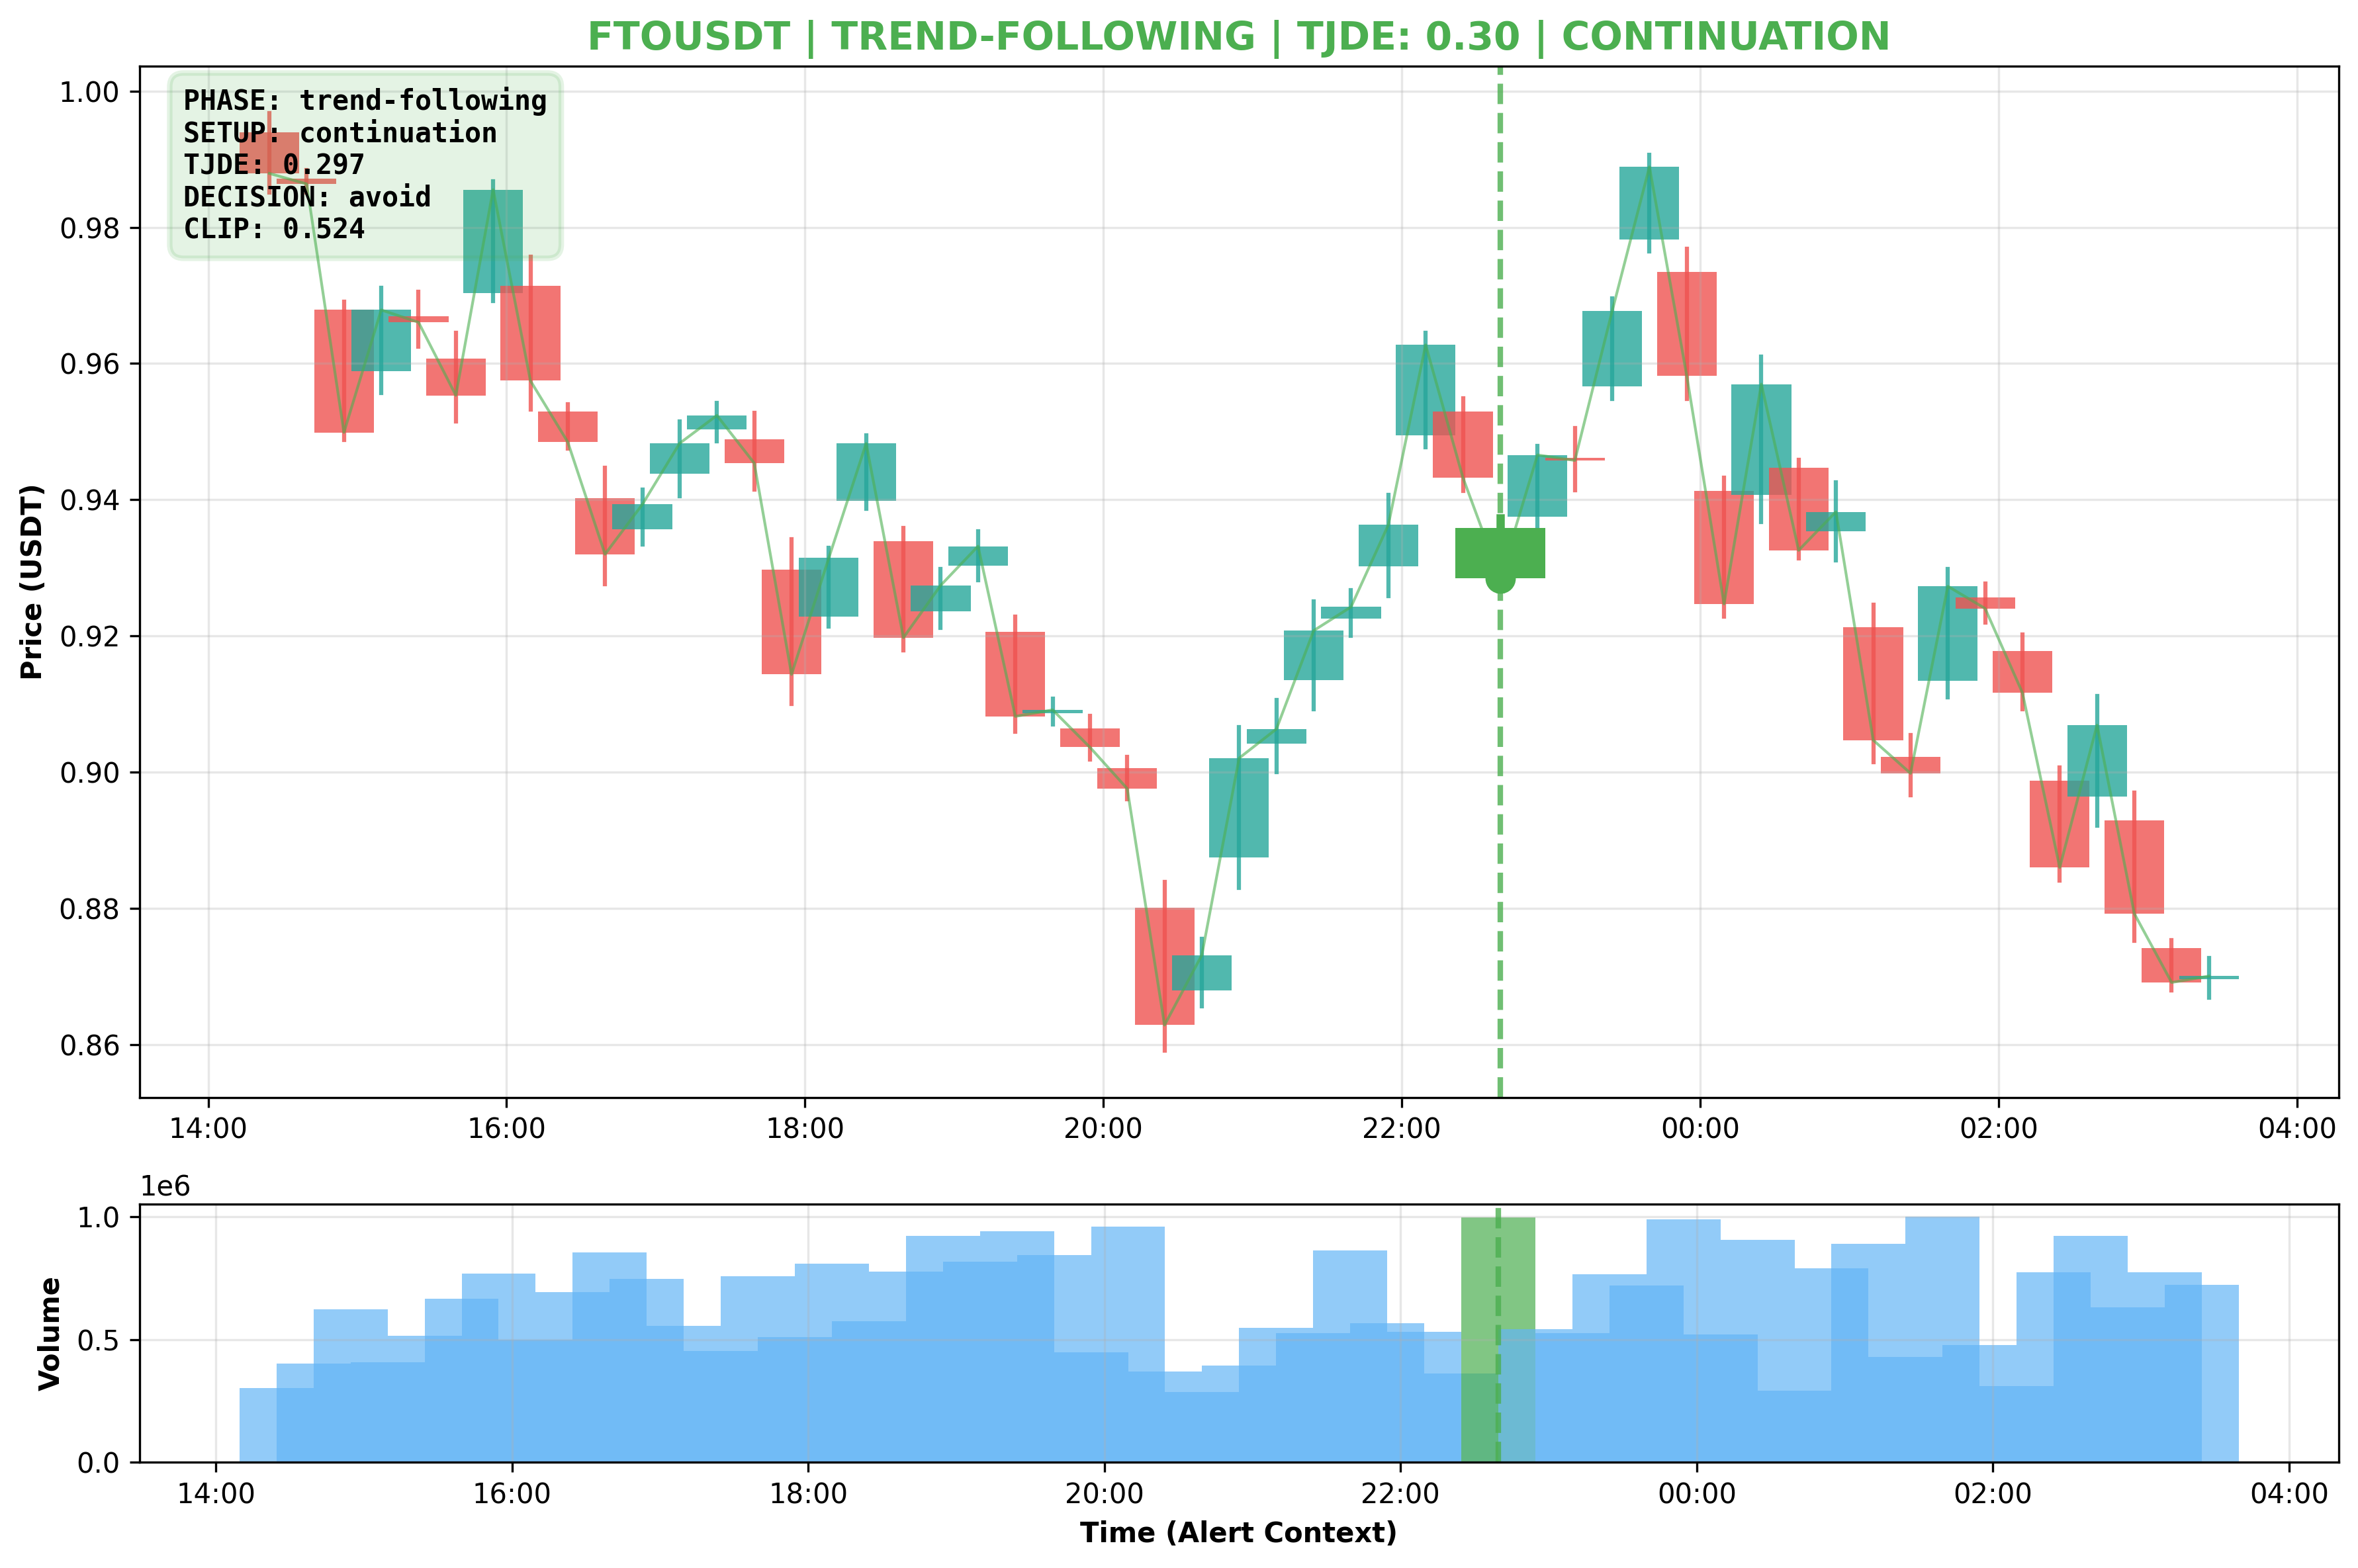 FTOUSDT | TREND-FOLLOWING | TJDE: 0.30 | CONTINUATION
PHASE: trend-following
SETUP: continuation
TJDE: 0.297
DECISION: avoid
CLIP: 0.524
Price (USDT)
1.00
0.98
0.96
0.94
0.92
0.90
0.88
0.86
14:00 16:00 18:00 20:00 22:00 00:00 02:00 04:00
1e6
Volume
1.0
0.5
0.0
14:00 16:00 18:00 20:00 22:00 00:00 02:00 04:00
Time (Alert Context)